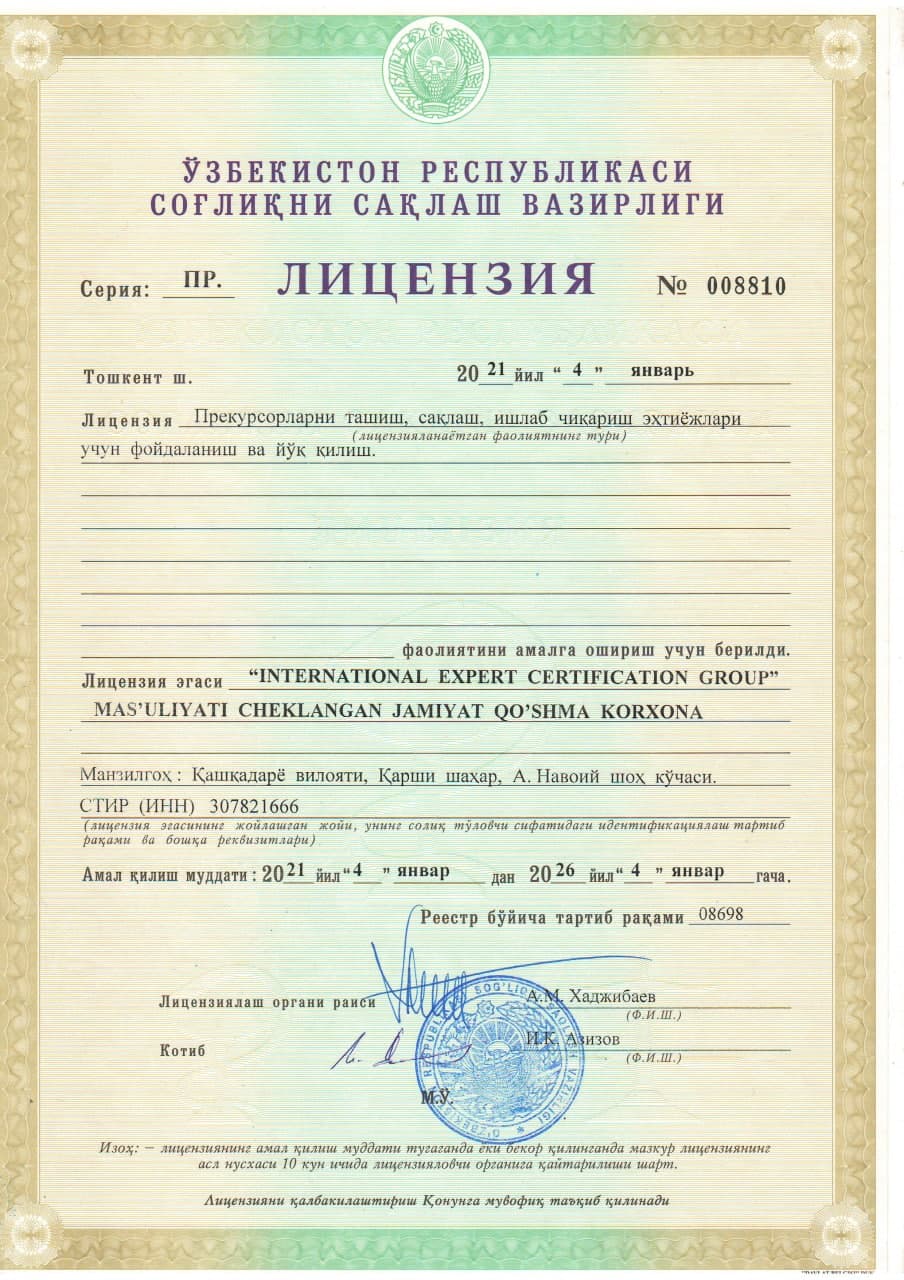 ЎЗБЕКИСТОН РЕСПУБЛИКАСИ
СОҒЛИҚНИ САҚЛАШ ВАЗИРЛИГИ
Серия: ПР. ЛИЦЕНЗИЯ № 008810
Тошкент ш. 2021 йил “ 4 ” январь
Лицензия Прекурсорларни ташиш, сақлаш, ишлаб чиқариш эҳтиёжлари
(лицензияланаётган фаолиятнинг тури)
учун фойдаланиш ва йўқ қилиш.
фаолиятини амалга ошириш учун берилди.
Лицензия эгаси “INTERNATIONAL EXPERT CERTIFICATION GROUP”
MAS’ULIYATI CHEKLANGAN JAMIYAT QO’SHMA KORXONA
Манзилгоҳ : Қашқадарё вилояти, Қарши шаҳар, А. Навоий шоҳ кўчаси.
СТИР (ИНН) 307821666
(лицензия эгасининг жойлашган жойи, унинг солиқ тўловчи сифатидаги идентификациялаш тартиб
рақами ва бошқа реквизитлари)
Амал қилиш муддати : 2021 йил “ 4 ” январ дан 2026 йил “ 4 ” январ гача.
Реестр бўйича тартиб рақами 08698
Лицензиялаш органи раиси А.М. Хаджибаев
(Ф.И.Ш.)
Котиб И.К. Азизов
(Ф.И.Ш.)
М.Ў.
Изоҳ: – лицензиянинг амал қилиш муддати тугаганда ёки бекор қилинганда мазкур лицензиянинг
асл нусхаси 10 кун ичида лицензияловчи органига қайтарилиши шарт.
Лицензияни қалбакилаштириш Қонунга мувофиқ таъқиб қилинади